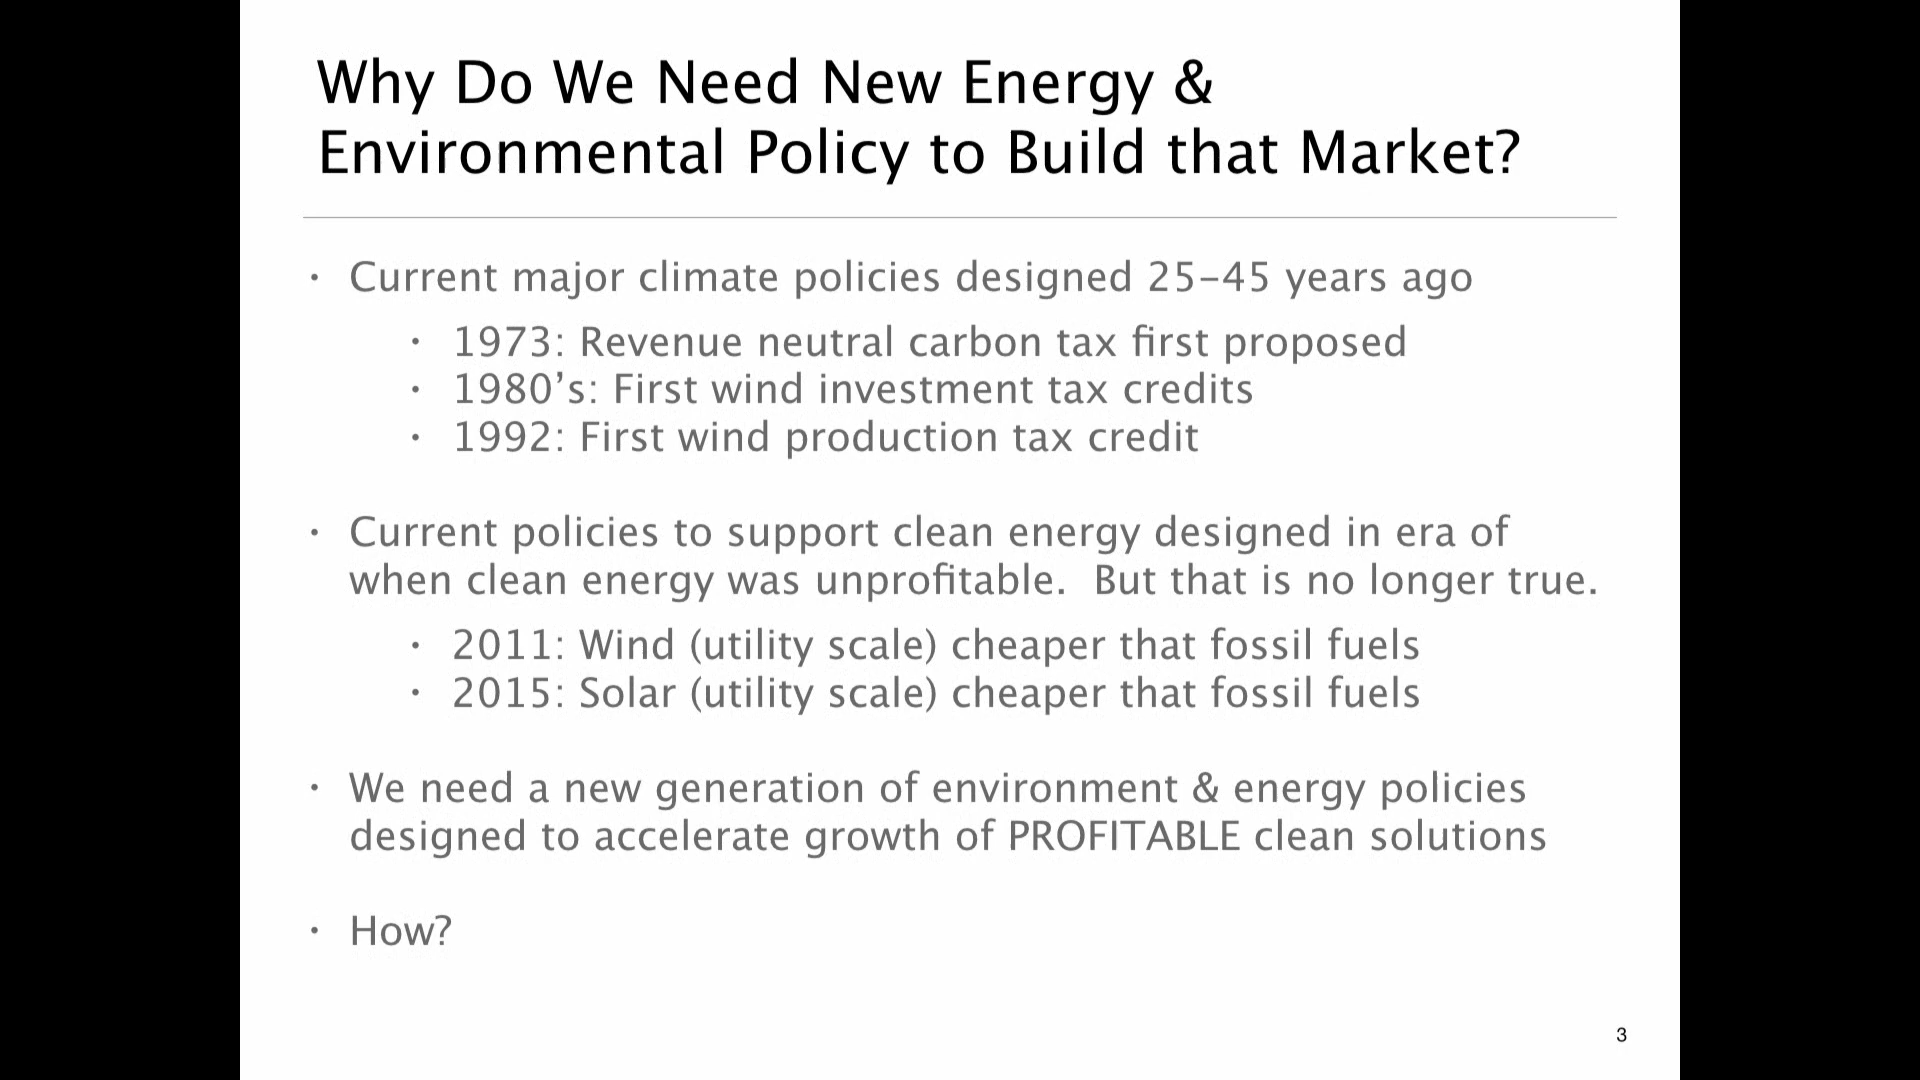 Why Do We Need New Energy &
Environmental Policy to Build that Market?
• Current major climate policies designed 25-45 years ago
• 1973: Revenue neutral carbon tax first proposed
• 1980’s: First wind investment tax credits
• 1992: First wind production tax credit
• Current policies to support clean energy designed in era of
when clean energy was unprofitable.  But that is no longer true.
• 2011: Wind (utility scale) cheaper that fossil fuels
• 2015: Solar (utility scale) cheaper that fossil fuels
• We need a new generation of environment & energy policies
designed to accelerate growth of PROFITABLE clean solutions
• How?
3